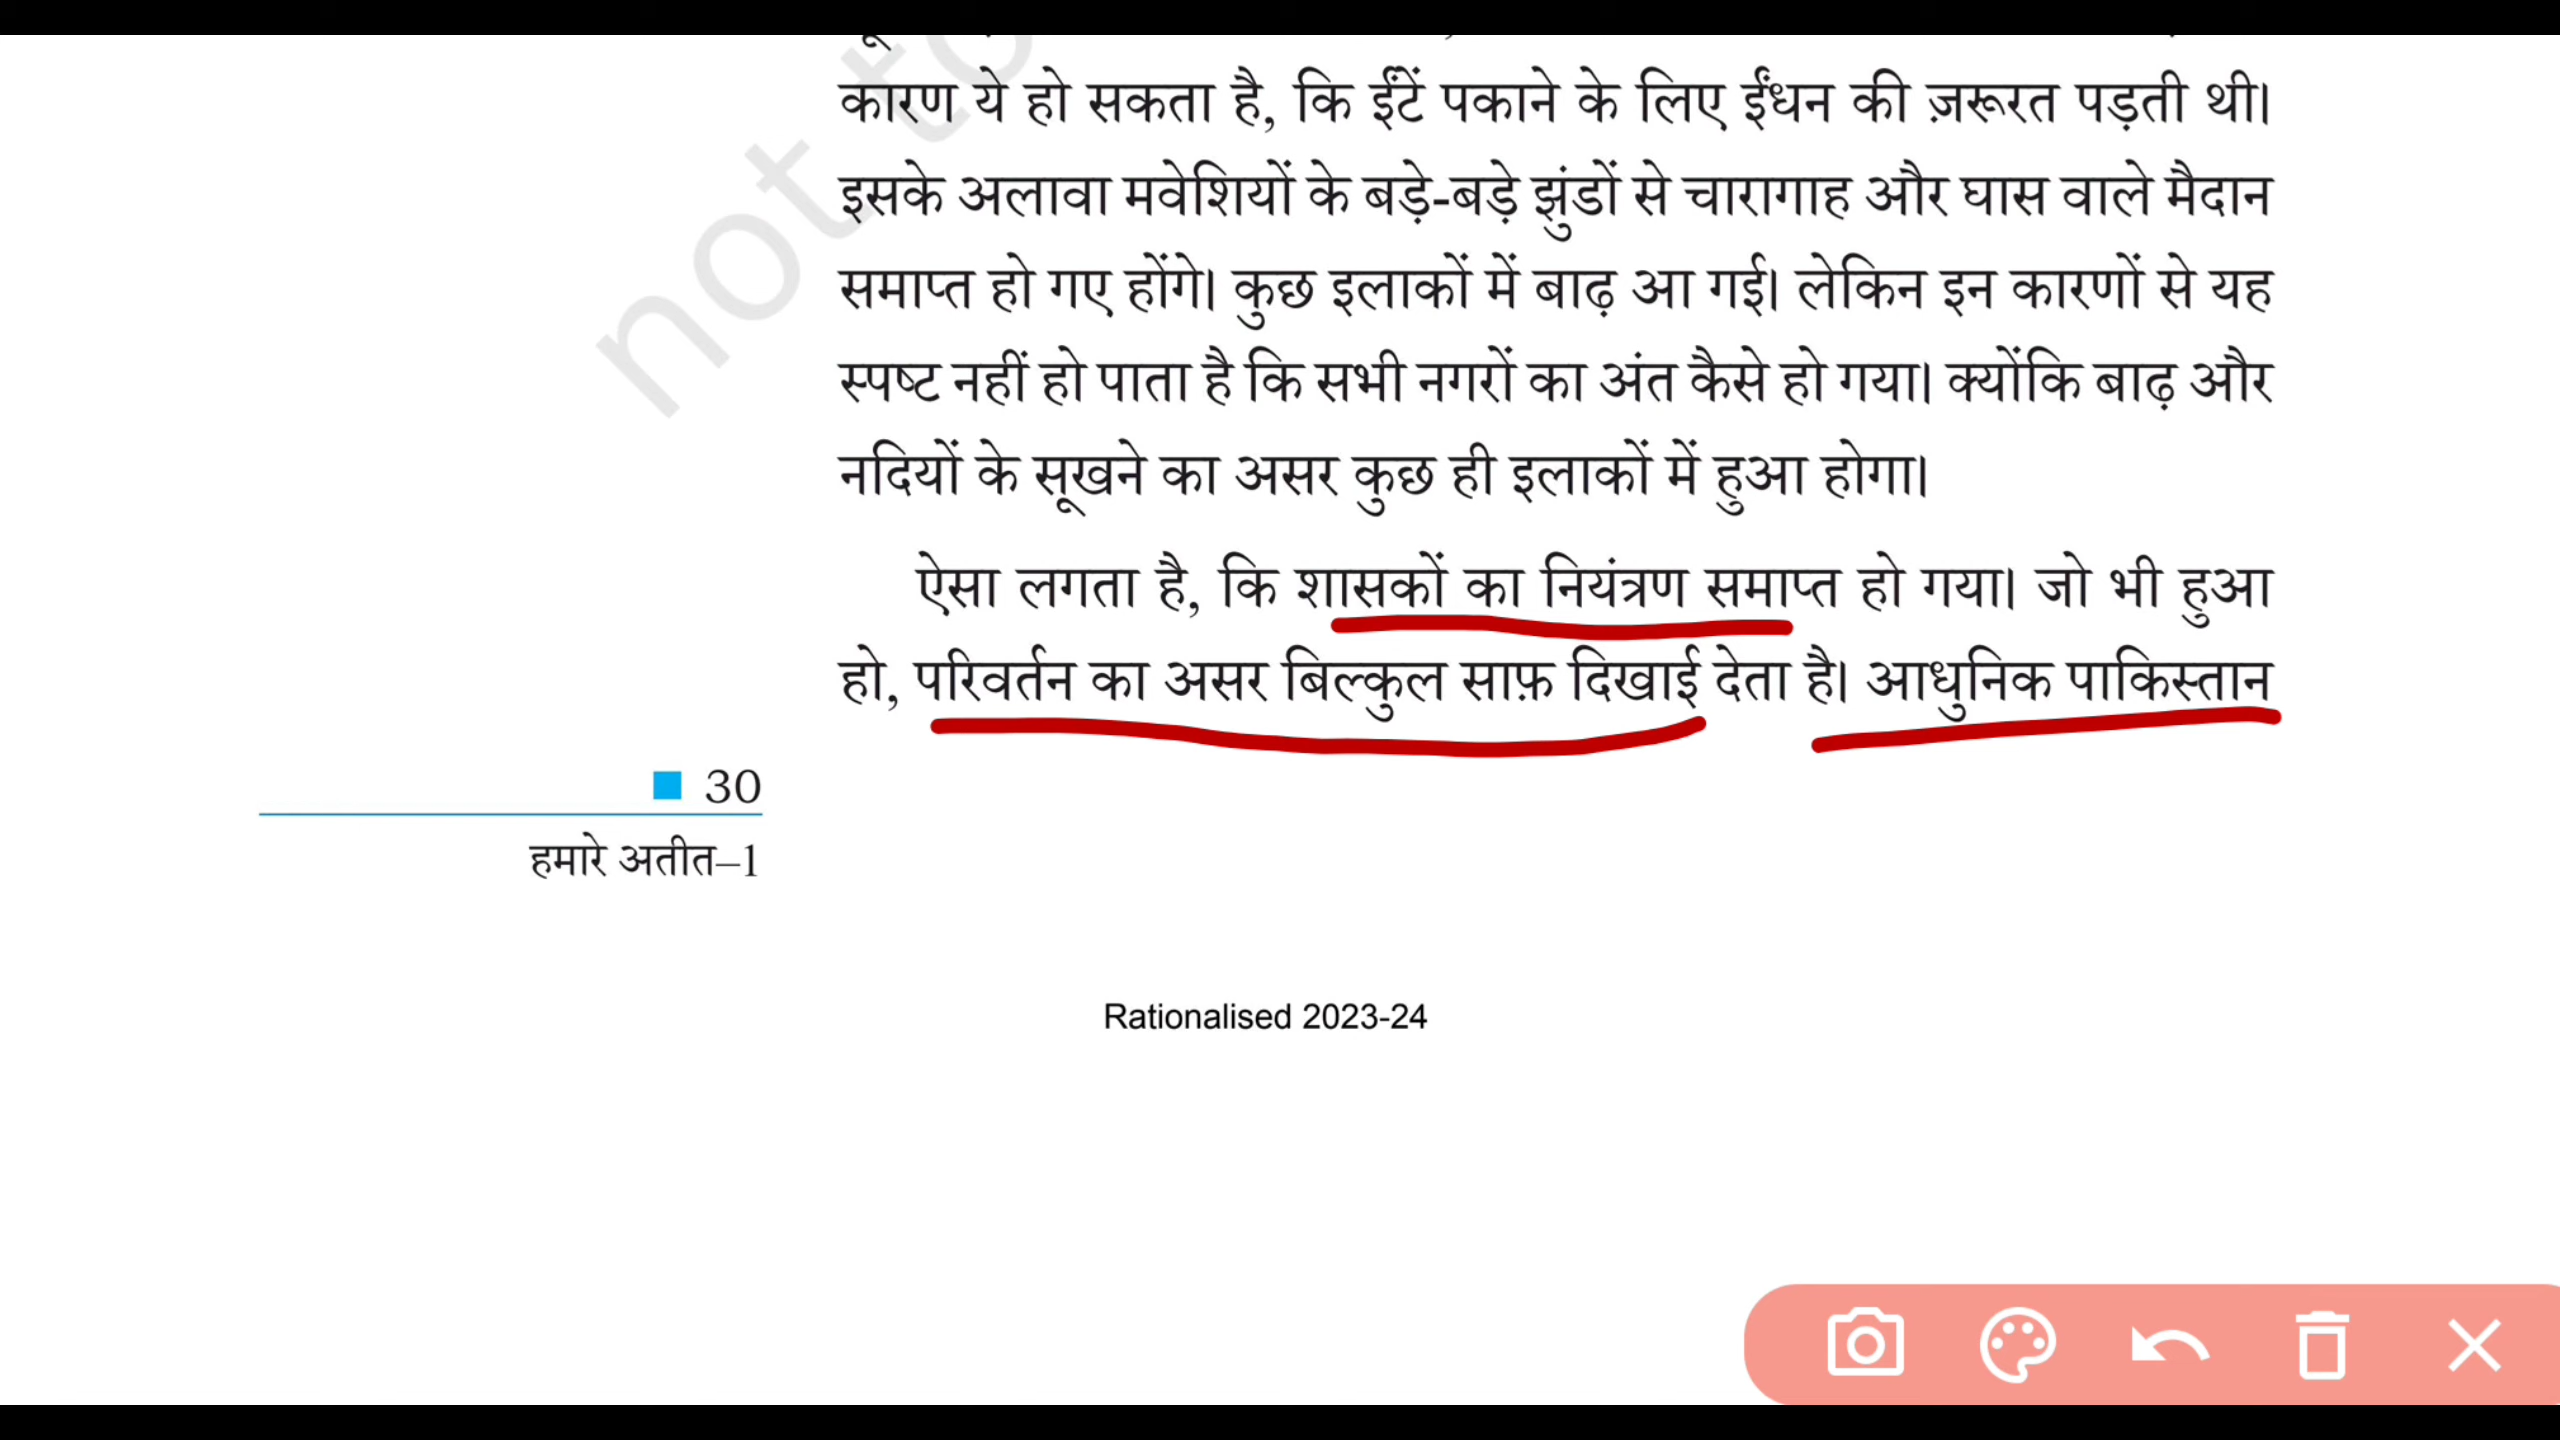 कारण ये हो सकता है, कि ईंटें पकाने के लिए ईंधन की ज़रूरत पड़ती थी।
इसके अलावा मवेशियों के बड़े-बड़े झुंडों से चारागाह और घास वाले मैदान
समाप्त हो गए होंगे। कुछ इलाकों में बाढ़ आ गई। लेकिन इन कारणों से यह
स्पष्ट नहीं हो पाता है कि सभी नगरों का अंत कैसे हो गया। क्योंकि बाढ़ और
नदियों के सूखने का असर कुछ ही इलाकों में हुआ होगा।
ऐसा लगता है, कि शासकों का नियंत्रण समाप्त हो गया। जो भी हुआ
हो, परिवर्तन का असर बिल्कुल साफ़ दिखाई देता है। आधुनिक पाकिस्तान
30
हमारे अतीत–1
Rationalised 2023-24
not to